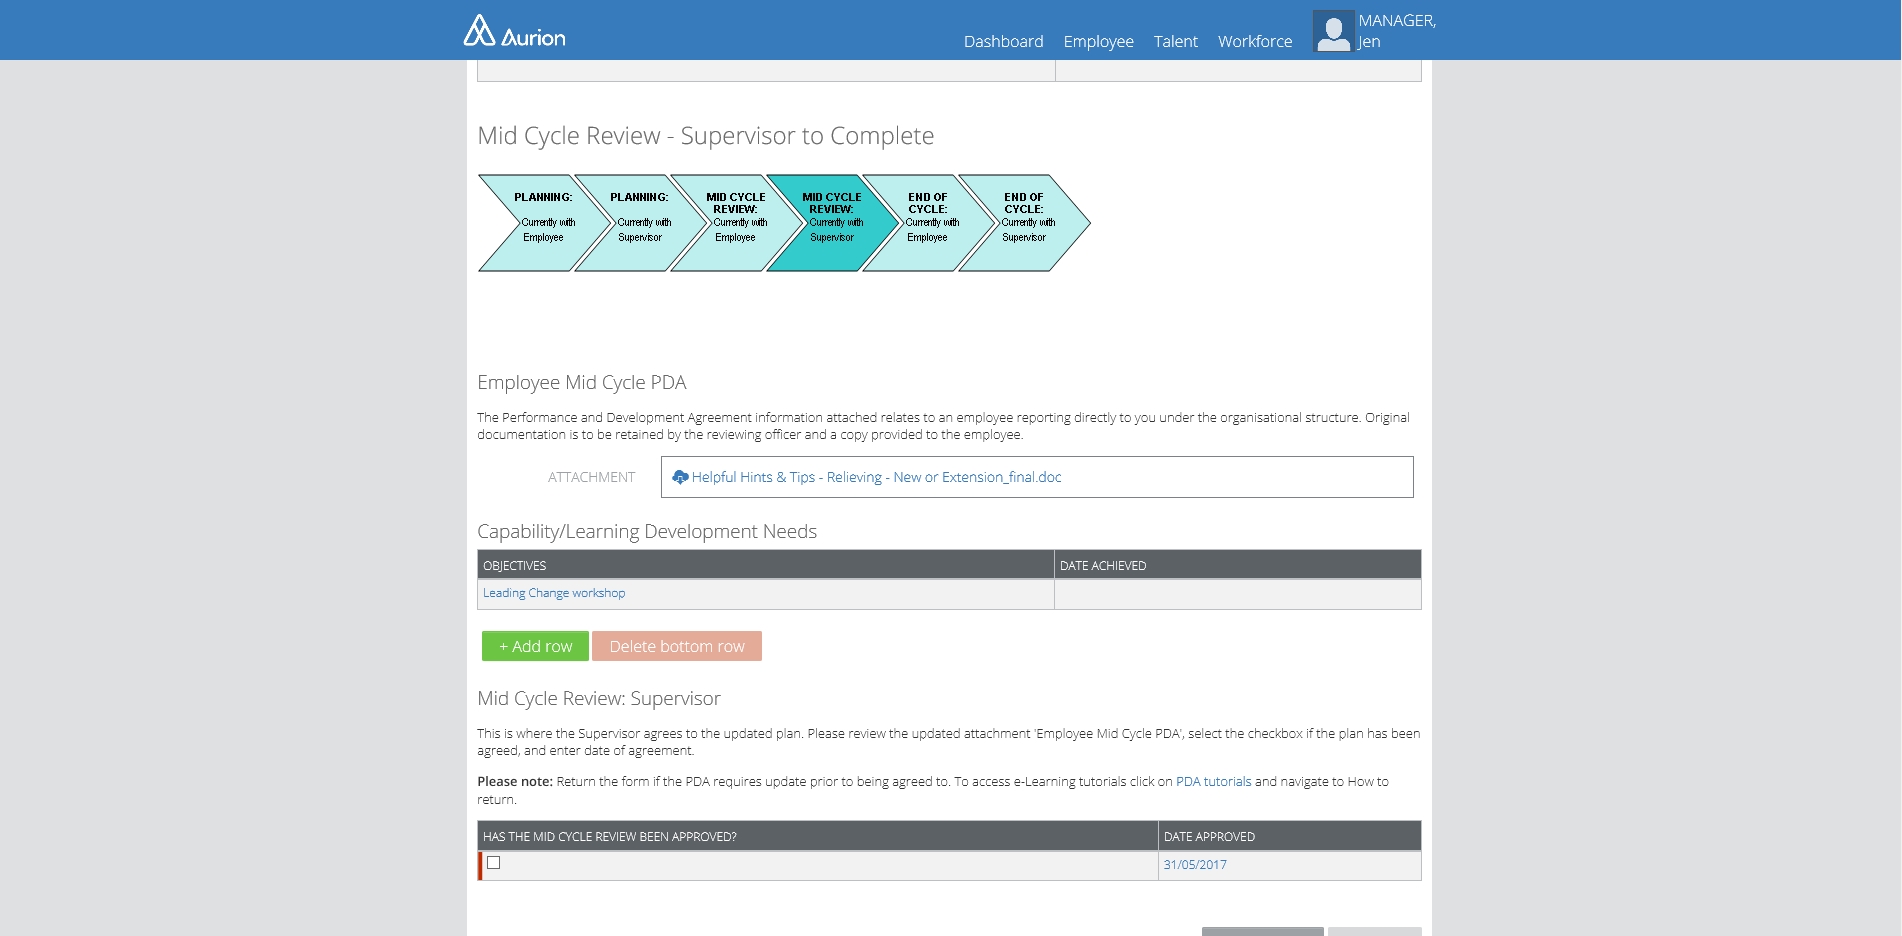 Aurion
Dashboard Employee Talent Workforce MANAGER,
Jen
Mid Cycle Review - Supervisor to Complete
PLANNING:
Currently with
Employee
PLANNING:
Currently with
Supervisor
MID CYCLE
REVIEW:
Currently with
Employee
MID CYCLE
REVIEW:
Currently with
Supervisor
END OF
CYCLE:
Currently with
Employee
END OF
CYCLE:
Currently with
Supervisor
Employee Mid Cycle PDA
The Performance and Development Agreement information attached relates to an employee reporting directly to you under the organisational structure. Original
documentation is to be retained by the reviewing officer and a copy provided to the employee.
ATTACHMENT Helpful Hints & Tips - Relieving - New or Extension_final.doc
Capability/Learning Development Needs
OBJECTIVES DATE ACHIEVED
Leading Change workshop
+ Add row Delete bottom row
Mid Cycle Review: Supervisor
This is where the Supervisor agrees to the updated plan. Please review the updated attachment 'Employee Mid Cycle PDA', select the checkbox if the plan has been
agreed, and enter date of agreement.
Please note: Return the form if the PDA requires update prior to being agreed to. To access e-Learning tutorials click on PDA tutorials and navigate to How to
return.
HAS THE MID CYCLE REVIEW BEEN APPROVED? DATE APPROVED
31/05/2017